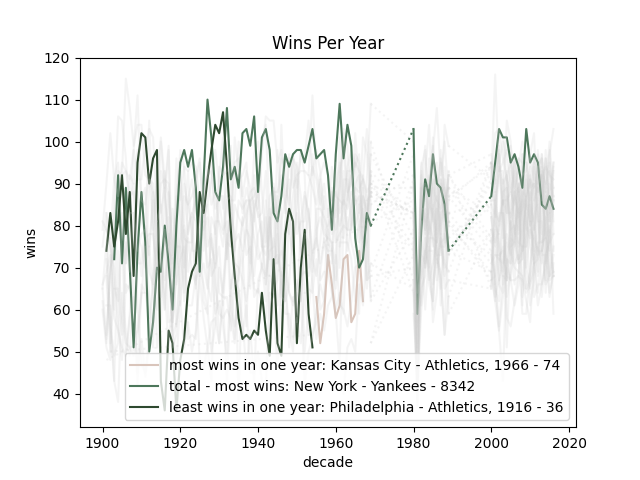 Wins Per Year
120
110
100
90
80
70
60
50
40
wins
most wins in one year: Kansas City - Athletics, 1966 - 74
total - most wins: New York - Yankees - 8342
least wins in one year: Philadelphia - Athletics, 1916 - 36
1900 1920 1940 1960 1980 2000 2020
decade